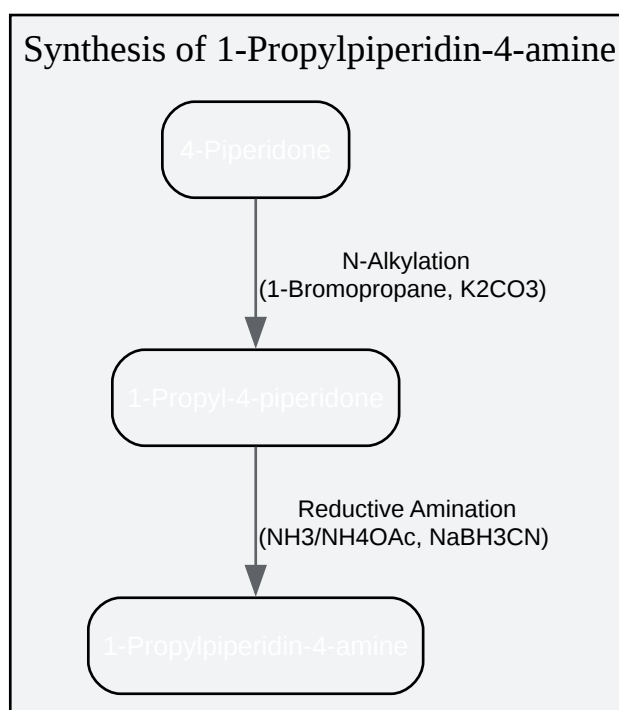 Synthesis of 1-Propylpiperidin-4-amine
4-Piperidone
N-Alkylation
(1-Bromopropane, K2CO3)
1-Propyl-4-piperidone
Reductive Amination
(NH3/NH4OAc, NaBH3CN)
1-Propylpiperidin-4-amine